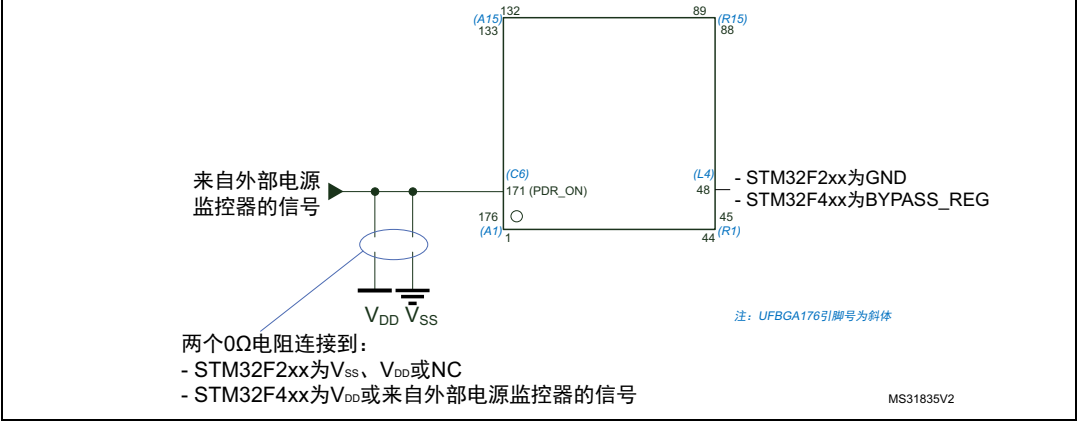 132
89
(A15)
(R15)
133
88
(C6)
(L4)
来自外部电源
监控器的信号
171 (PDR_ON)
48
- STM32F2xx为GND
- STM32F4xx为BYPASS_REG
176
45
(A1)
1
44
(R1)
VDD
VSS
注：UFBGA176引脚号为斜体
两个0Ω电阻连接到：
- STM32F2xx为VSS、VDD或NC
- STM32F4xx为VDD或来自外部电源监控器的信号
MS31835V2